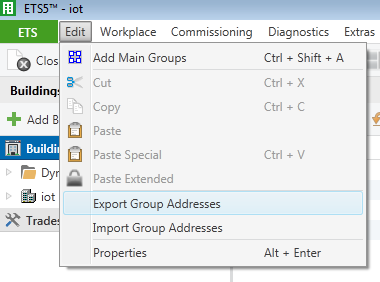 ETS5™ - iot
ETS Edit Workplace Commissioning Diagnostics Extras
Clos
Add Main Groups Ctrl + Shift + A
Buildings
Cut Ctrl + X
Copy Ctrl + C
Add B
Paste
Buildin
Paste Special Ctrl + V
Dyn
Paste Extended
iot
Export Group Addresses
Trades
Import Group Addresses
Properties Alt + Enter